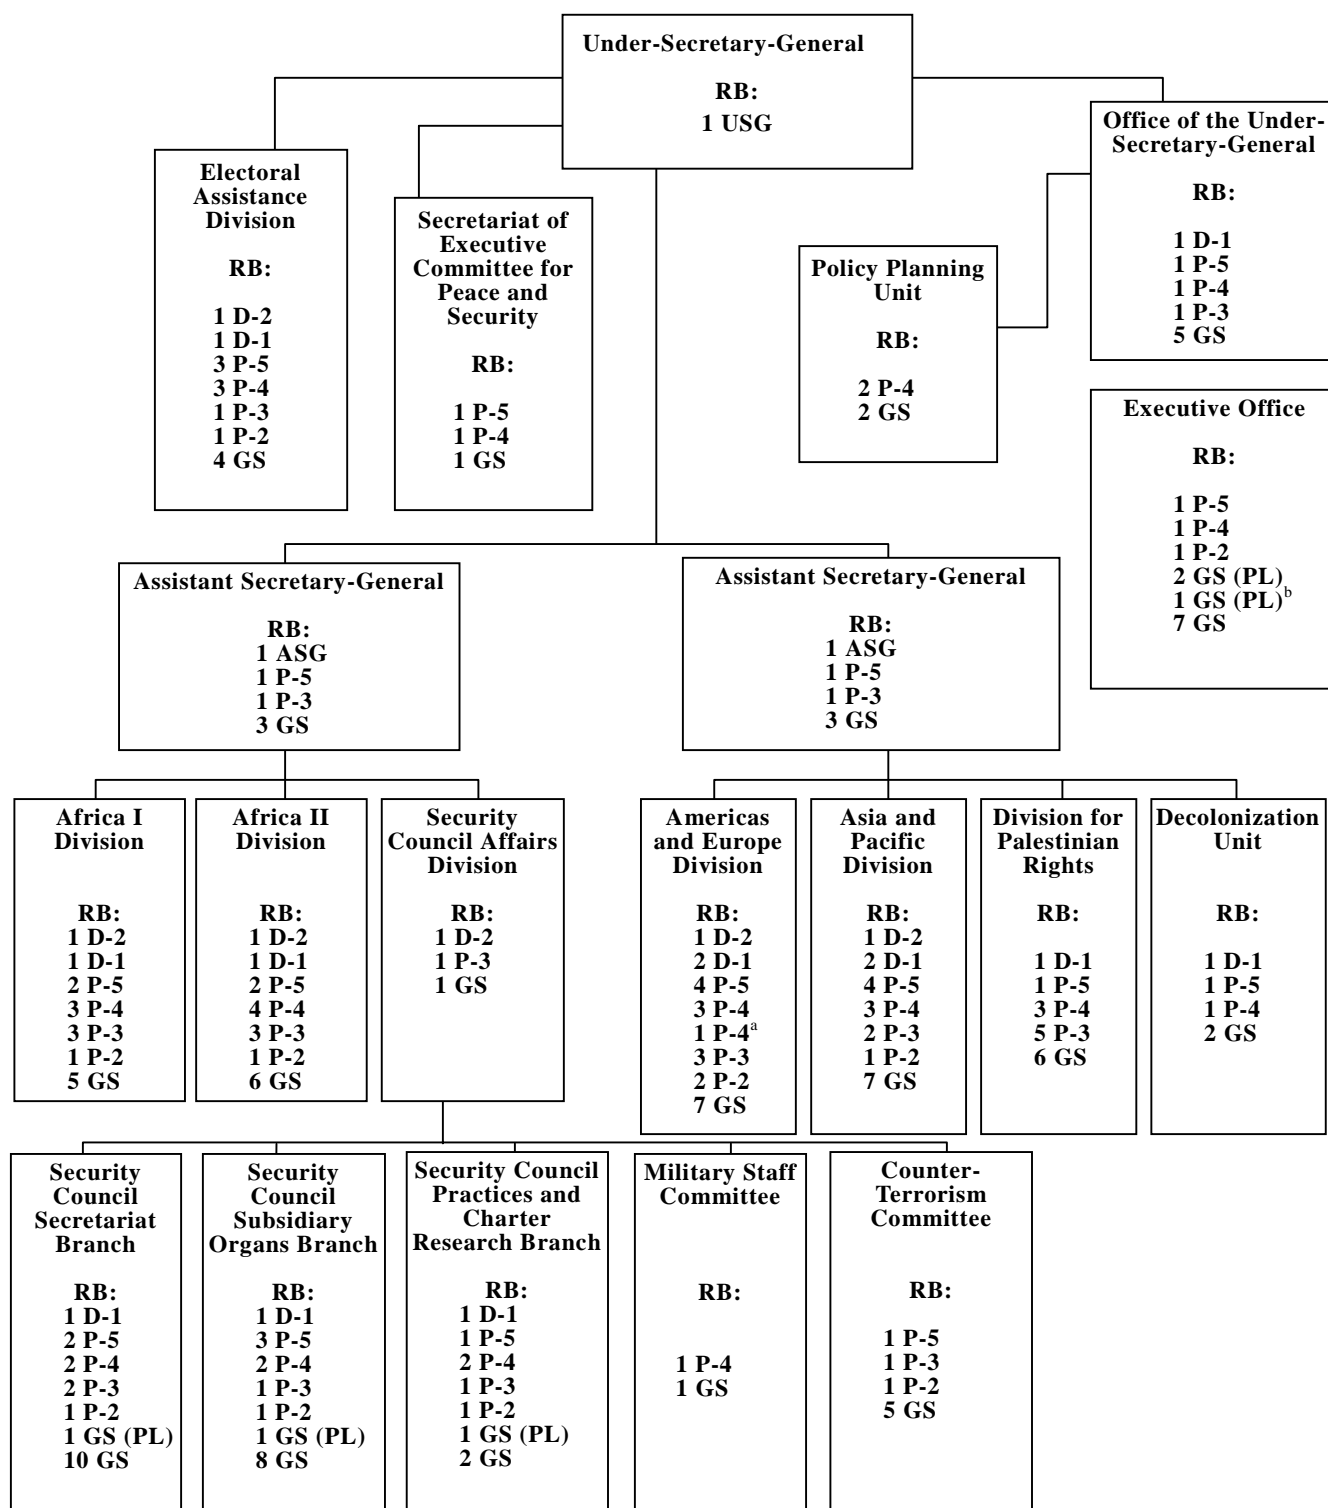 Under-Secretary-General
RB:
1 USG
Electoral
Assistance
Division
RB:
1 D-2
1 D-1
3 P-5
3 P-4
1 P-3
1 P-2
4 GS
Secretariat of
Executive
Committee for
Peace and
Security
RB:
1 P-5
1 P-4
1 GS
Policy Planning
Unit
RB:
2 P-4
2 GS
Office of the Under-
Secretary-General
RB:
1 D-1
1 P-5
1 P-4
1 P-3
5 GS
Executive Office
RB:
1 P-5
1 P-4
1 P-2
2 GS (PL)
1 GS (PL)b
7 GS
Assistant Secretary-General
RB:
1 ASG
1 P-5
1 P-3
3 GS
Assistant Secretary-General
RB:
1 ASG
1 P-5
1 P-3
3 GS
Africa I
Division
RB:
1 D-2
1 D-1
2 P-5
3 P-4
3 P-3
1 P-2
5 GS
Africa II
Division
RB:
1 D-2
1 D-1
2 P-5
4 P-4
3 P-3
1 P-2
6 GS
Security
Council Affairs
Division
RB:
1 D-2
1 P-3
1 GS
Americas
and Europe
Division
RB:
1 D-2
2 D-1
4 P-5
3 P-4
1 P-4a
3 P-3
2 P-2
7 GS
Asia and
Pacific
Division
RB:
1 D-2
2 D-1
4 P-5
3 P-4
2 P-3
1 P-2
7 GS
Division for
Palestinian
Rights
RB:
1 D-1
1 P-5
3 P-4
5 P-3
6 GS
Decolonization
Unit
RB:
1 D-1
1 P-5
1 P-4
2 GS
Security
Council
Secretariat
Branch
RB:
1 D-1
2 P-5
2 P-4
2 P-3
1 P-2
1 GS (PL)
10 GS
Security
Council
Subsidiary
Organs Branch
RB:
1 D-1
3 P-5
2 P-4
1 P-3
1 P-2
1 GS (PL)
8 GS
Security Council
Practices and
Charter
Research Branch
RB:
1 D-1
1 P-5
2 P-4
1 P-3
1 P-2
1 GS (PL)
2 GS
Military Staff
Committee
RB:
1 P-4
1 GS
Counter-
Terrorism
Committee
RB:
1 P-5
1 P-3
1 P-2
5 GS